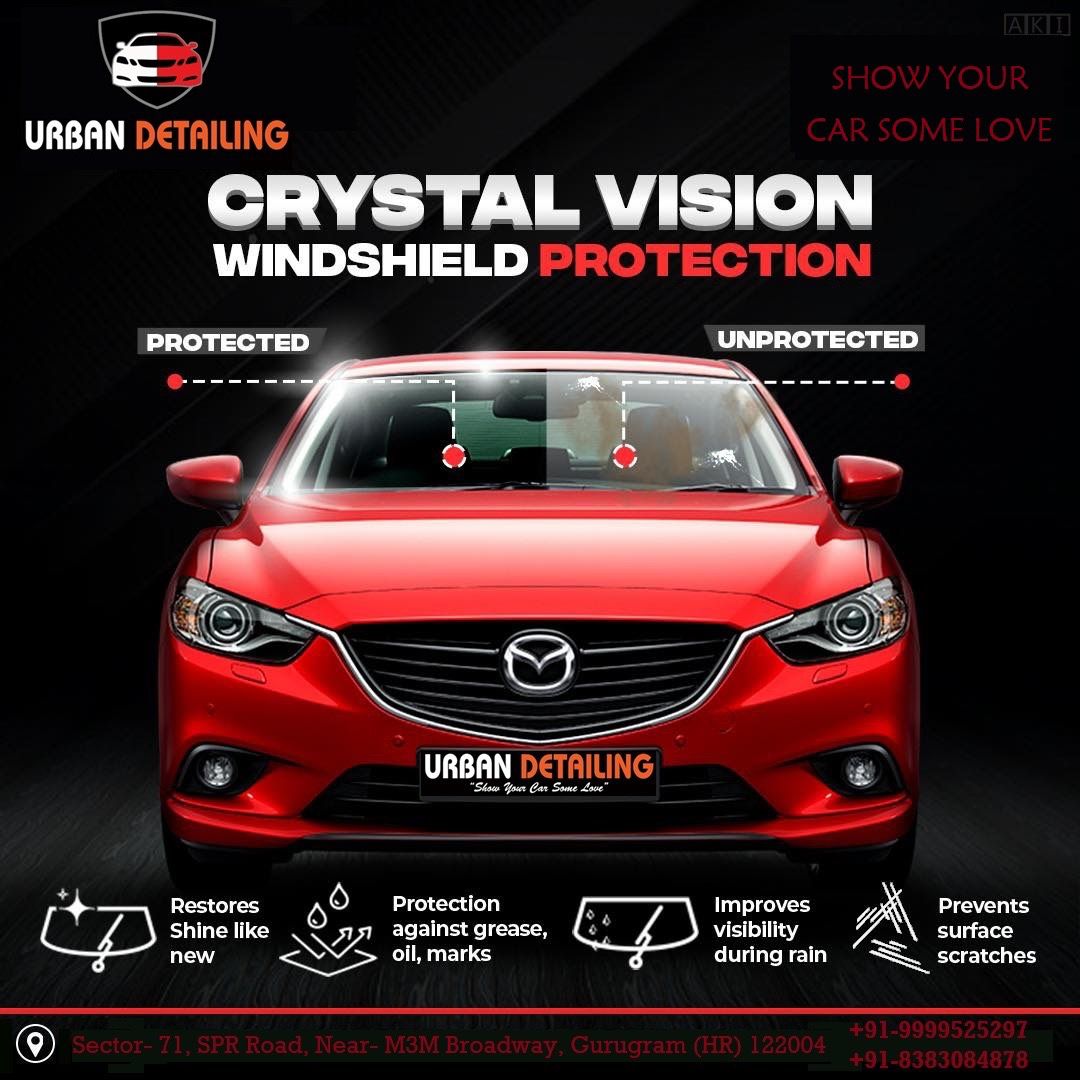 URBAN DETAILING
AKI
SHOW YOUR
CAR SOME LOVE
CRYSTAL VISION
WINDSHIELD PROTECTION
PROTECTED
UNPROTECTED
URBAN DETAILING
"Show Your Car Some Love"
Restores
Shine like
new
Protection
against grease,
oil, marks
Improves
visibility
during rain
Prevents
surface
scratches
Sector- 71, SPR Road, Near- M3M Broadway, Gurugram (HR) 122004
+91-9999525297
+91-8383084878